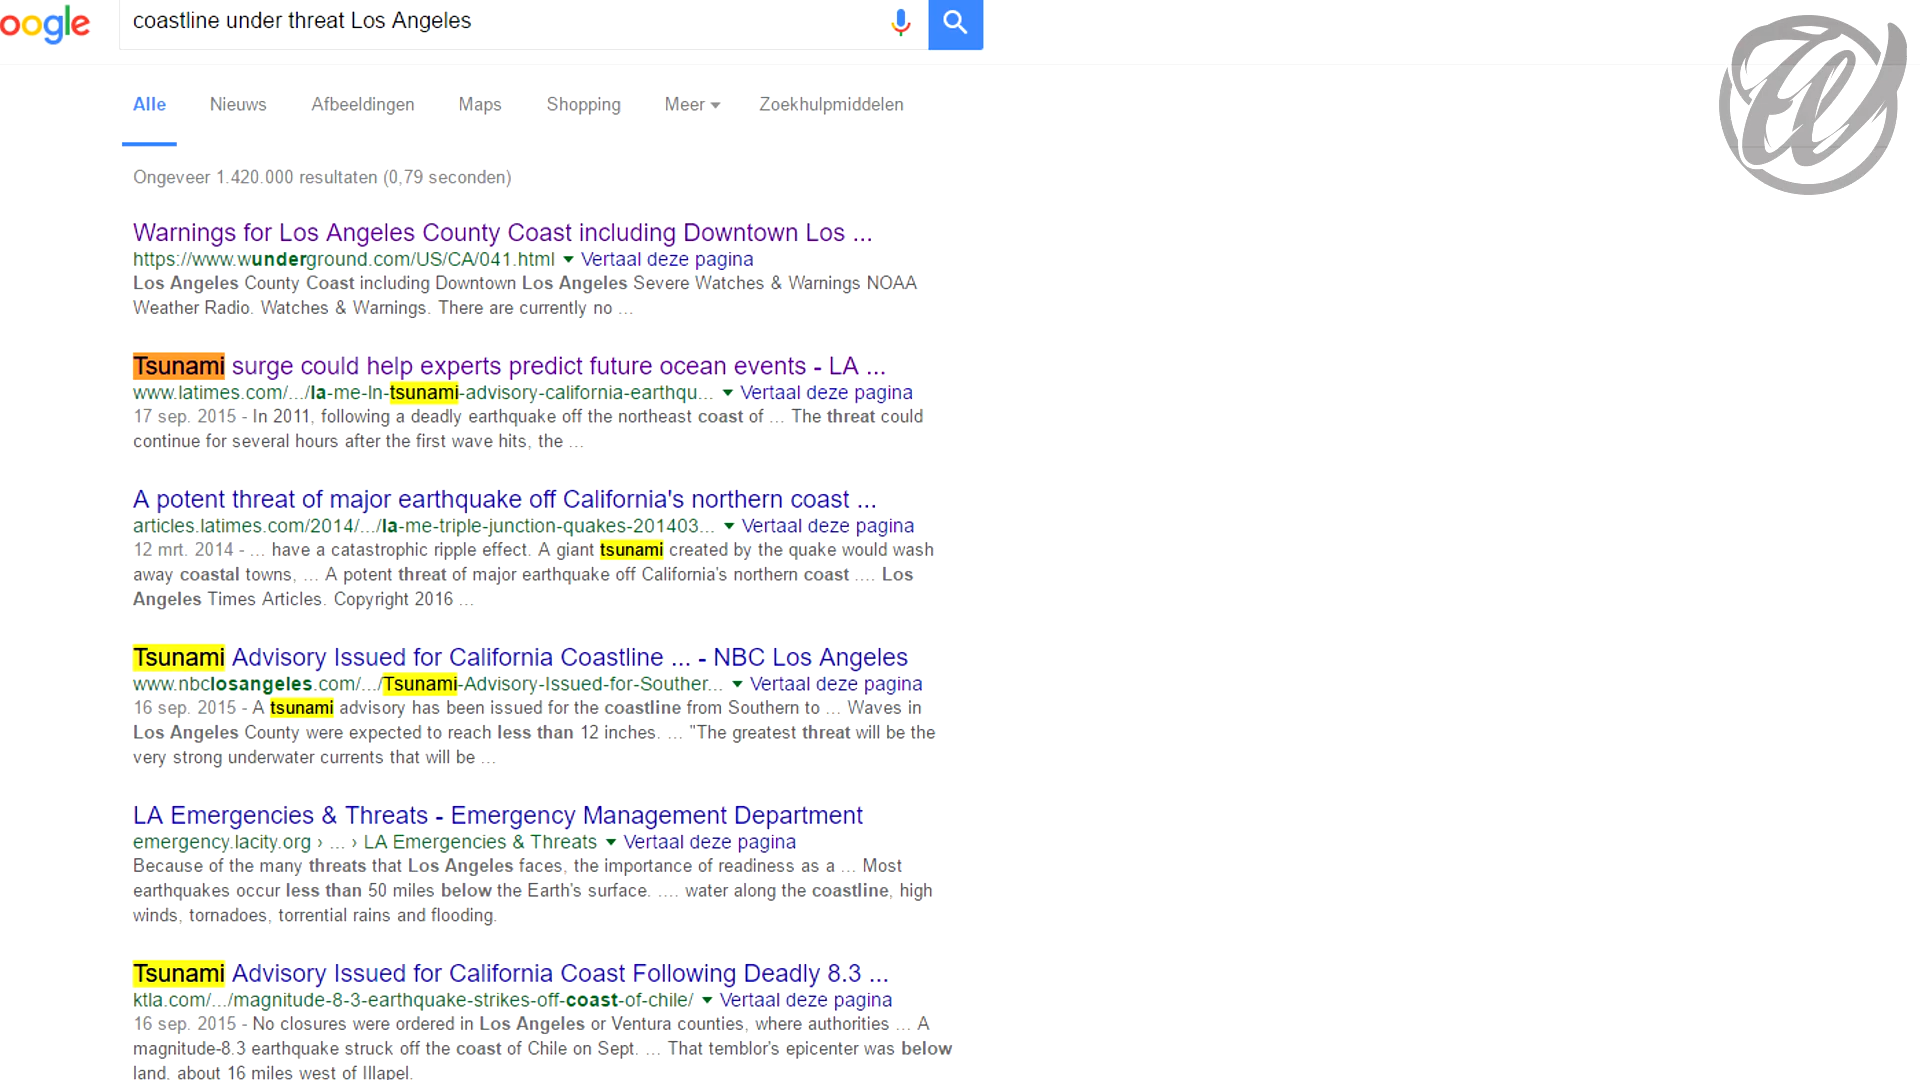 oogle
coastline under threat Los Angeles
Alle Nieuws Afbeeldingen Maps Shopping Meer Zoekhulpmiddelen
Ongeveer 1.420.000 resultaten (0,79 seconden)
Warnings for Los Angeles County Coast including Downtown Los ...
https://www.wunderground.com/US/CA/041.html Vertaal deze pagina
Los Angeles County Coast including Downtown Los Angeles Severe Watches & Warnings NOAA
Weather Radio. Watches & Warnings. There are currently no ...
Tsunami surge could help experts predict future ocean events - LA ...
www.latimes.com/.../la-me-ln-tsunami-advisory-california-earthqu... Vertaal deze pagina
17 sep. 2015 - In 2011, following a deadly earthquake off the northeast coast of ... The threat could
continue for several hours after the first wave hits, the ...
A potent threat of major earthquake off California's northern coast ...
articles.latimes.com/2014/.../la-me-triple-junction-quakes-201403... Vertaal deze pagina
12 mrt. 2014 - ... have a catastrophic ripple effect. A giant tsunami created by the quake would wash
away coastal towns, ... A potent threat of major earthquake off California's northern coast .... Los
Angeles Times Articles. Copyright 2016 ...
Tsunami Advisory Issued for California Coastline ... - NBC Los Angeles
www.nbclosangeles.com/.../Tsunami-Advisory-Issued-for-Souther... Vertaal deze pagina
16 sep. 2015 - A tsunami advisory has been issued for the coastline from Southern to ... Waves in
Los Angeles County were expected to reach less than 12 inches. ... "The greatest threat will be the
very strong underwater currents that will be ...
LA Emergencies & Threats - Emergency Management Department
emergency.lacity.org › ... › LA Emergencies & Threats Vertaal deze pagina
Because of the many threats that Los Angeles faces, the importance of readiness as a ... Most
earthquakes occur less than 50 miles below the Earth's surface. .... water along the coastline, high
winds, tornadoes, torrential rains and flooding.
Tsunami Advisory Issued for California Coast Following Deadly 8.3 ...
ktla.com/.../magnitude-8-3-earthquake-strikes-off-coast-of-chile/ Vertaal deze pagina
16 sep. 2015 - No closures were ordered in Los Angeles or Ventura counties, where authorities ... A
magnitude-8.3 earthquake struck off the coast of Chile on Sept. ... That temblor's epicenter was below
land, about 16 miles west of Illapel.